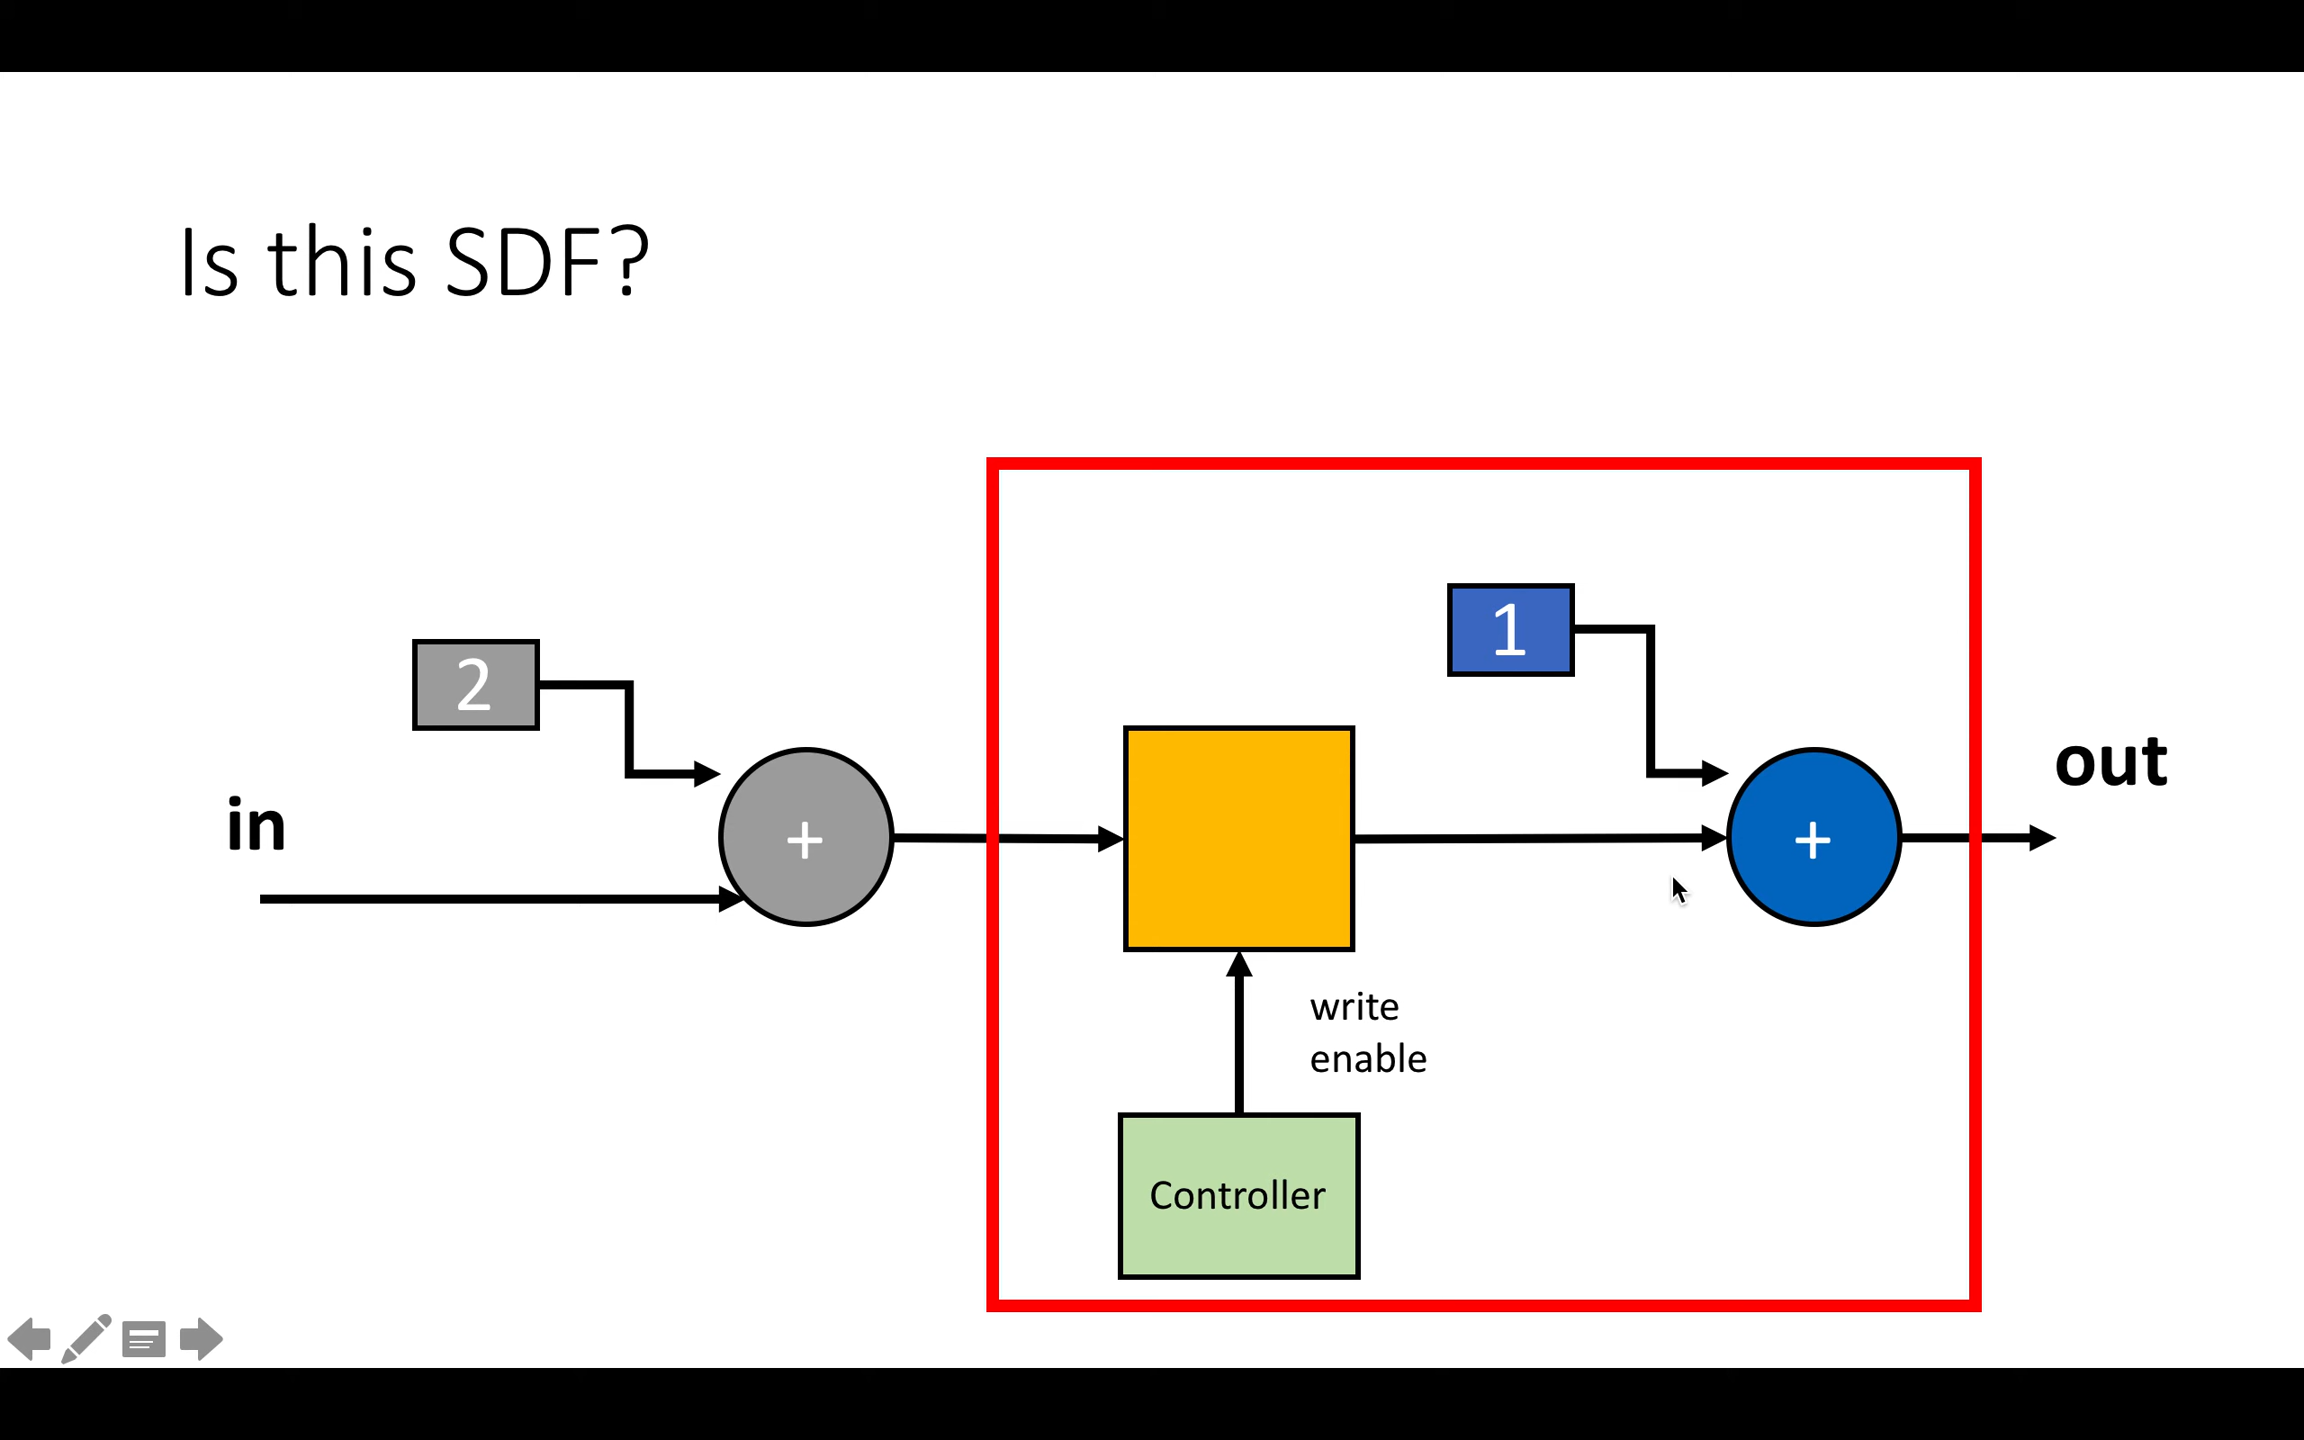 Is this SDF?
1
2
out
in
+
+
write
enable
Controller